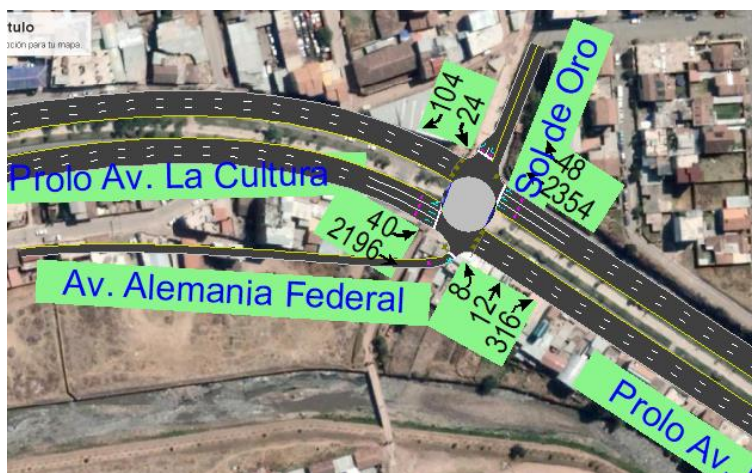 tulo
oción para tu mapa.
104
24
Sol de Oro
48
2354
Prolo Av. La Cultura
40
2196
Av. Alemania Federal
8
12
316
Prolo Av.